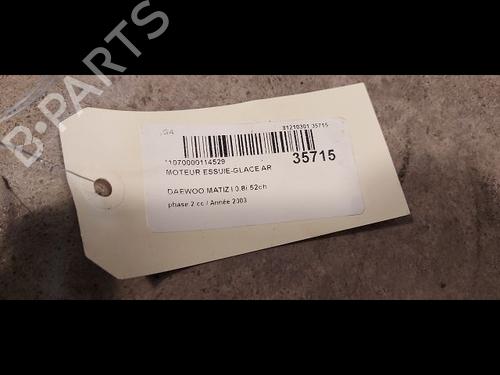 B-PARTS
.GA
31210301 35715
11070000114529
35715
MOTEUR ESSUIE-GLACE AR
DAEWOO MATIZ I 0.8i 52ch
phase 2 cc / Année 2003